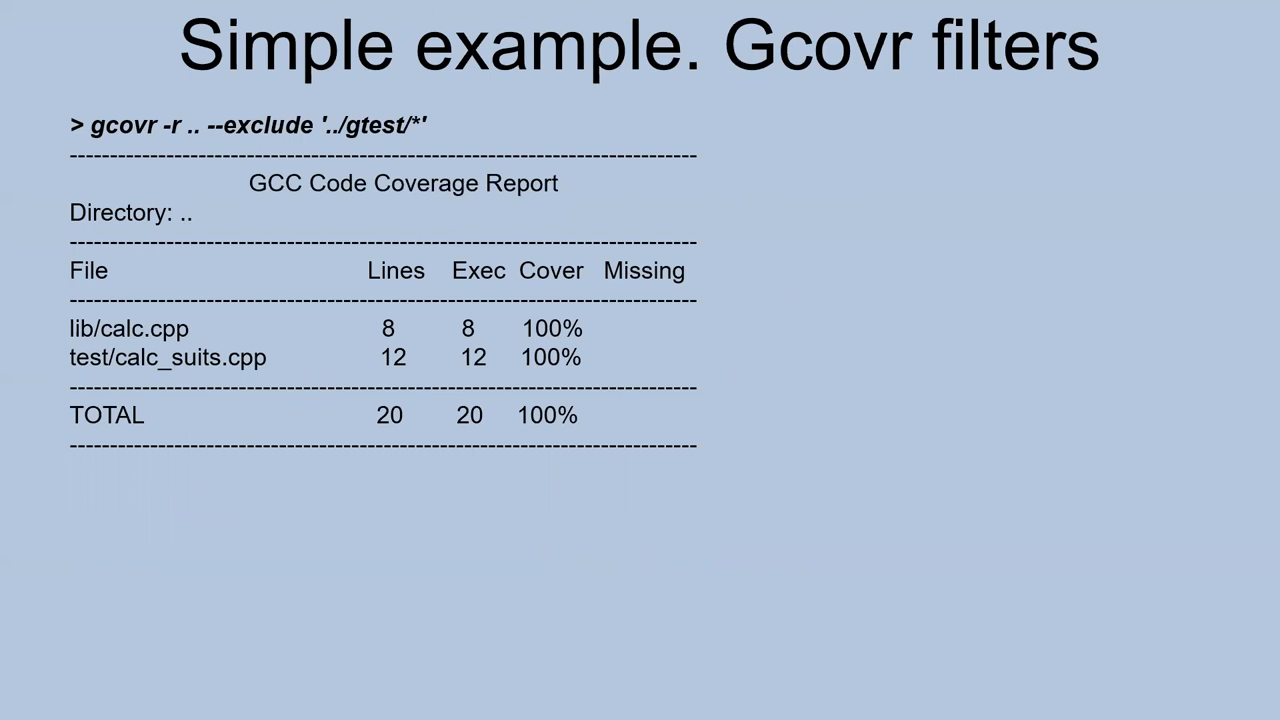 Simple example. Gcovr filters
> gcovr -r .. --exclude '../gtest/*'
------------------------------------------------------------------------------
GCC Code Coverage Report
Directory: ..
------------------------------------------------------------------------------
File Lines Exec Cover Missing
------------------------------------------------------------------------------
lib/calc.cpp 8 8 100%
test/calc_suits.cpp 12 12 100%
------------------------------------------------------------------------------
TOTAL 20 20 100%
------------------------------------------------------------------------------